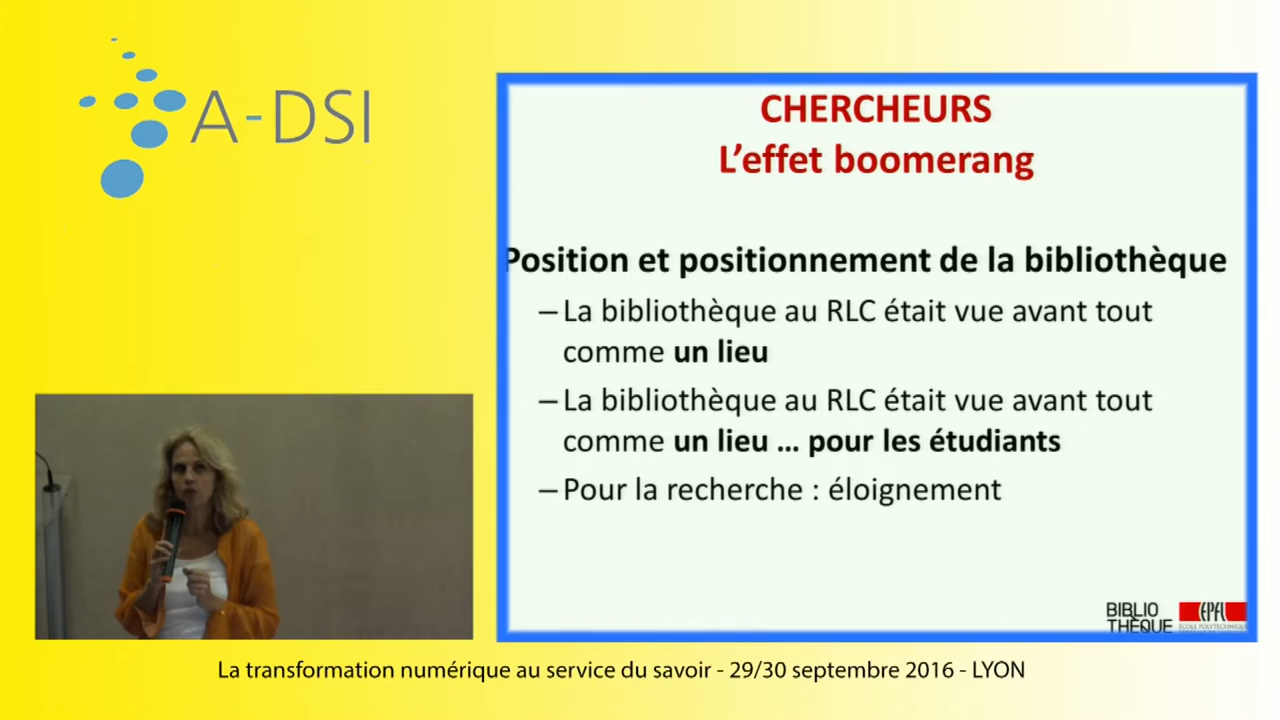 A-DSI
CHERCHEURS
L'effet boomerang
Position et positionnement de la bibliothèque
– La bibliothèque au RLC était vue avant tout
comme un lieu
– La bibliothèque au RLC était vue avant tout
comme un lieu ... pour les étudiants
– Pour la recherche : éloignement
BIBLIO
THÈQUE
EPFL
ÉCOLE POLYTECHNIQUE
La transformation numérique au service du savoir - 29/30 septembre 2016 - LYON